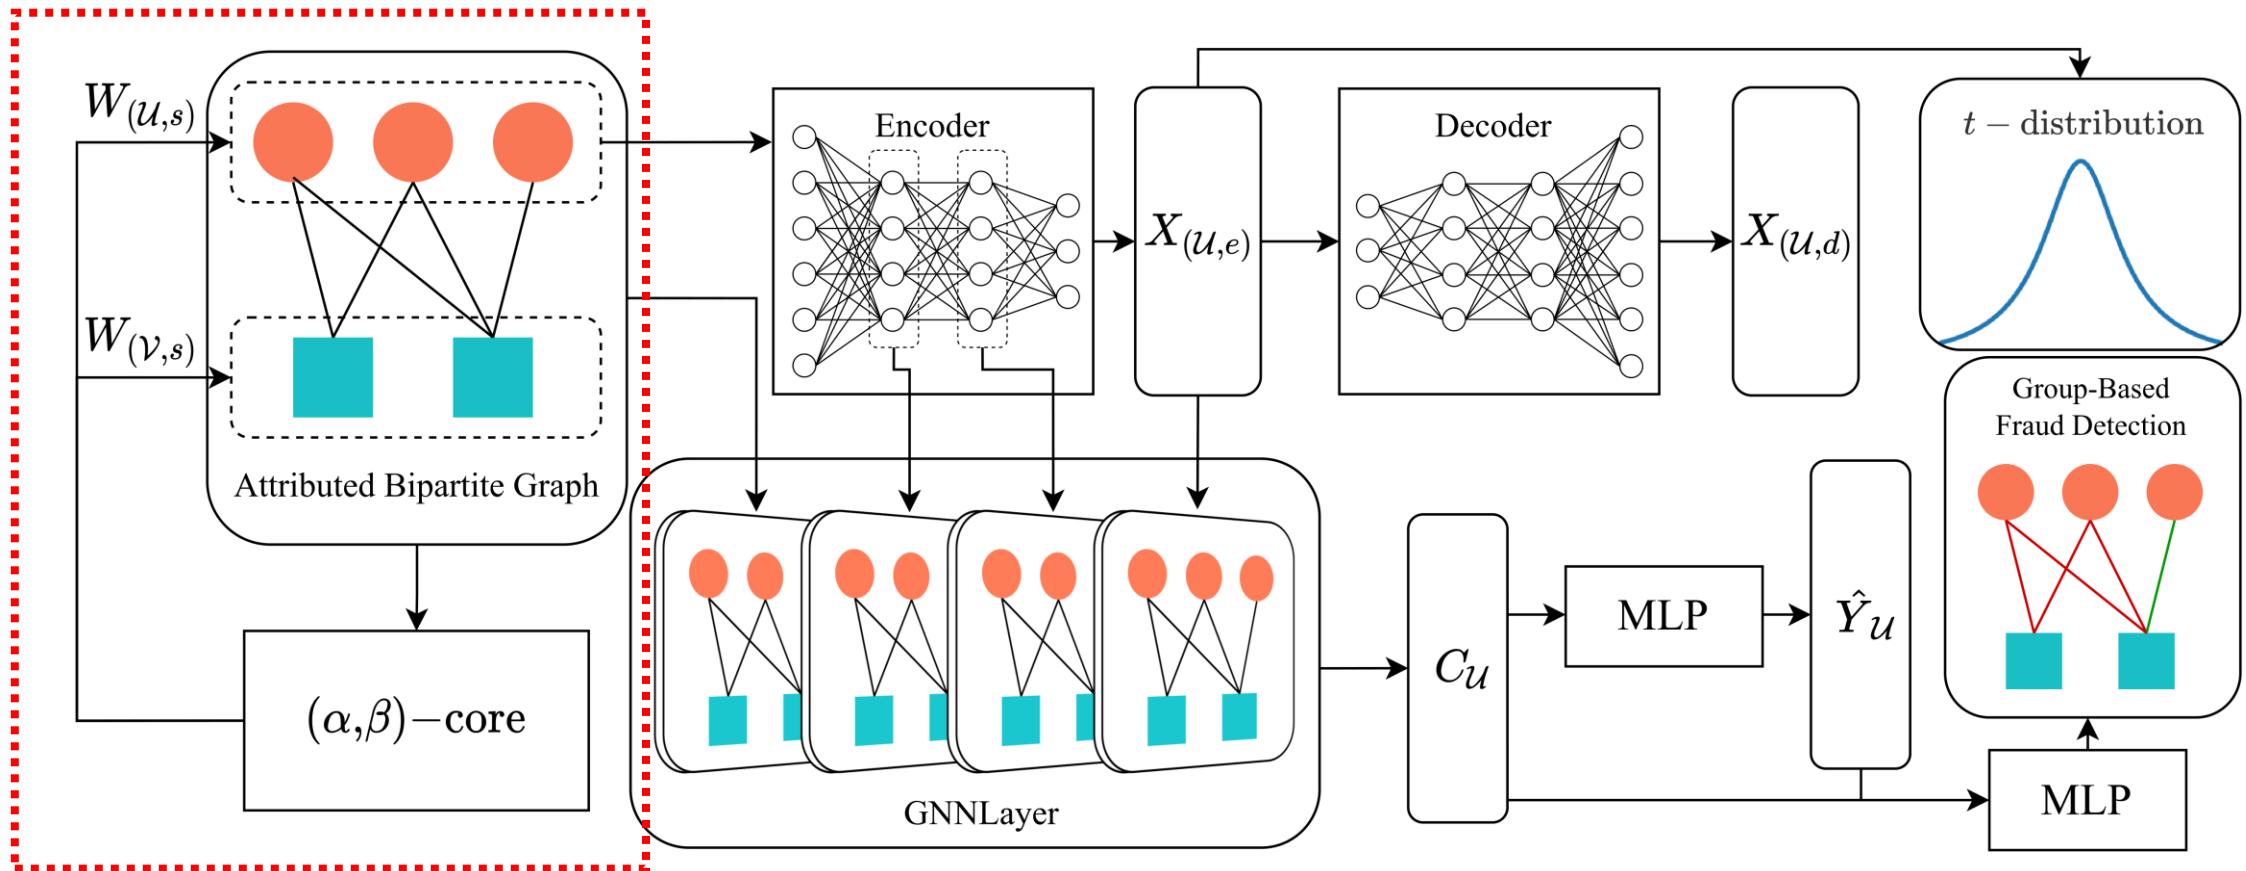 W(𝒰,s)
W(𝒱,s)
Attributed Bipartite Graph
(α,β)−core
Encoder
X(𝒰,e)
Decoder
X(𝒰,d)
t − distribution
Group-Based
Fraud Detection
GNNLayer
C𝒰
MLP
Ŷ𝒰
MLP